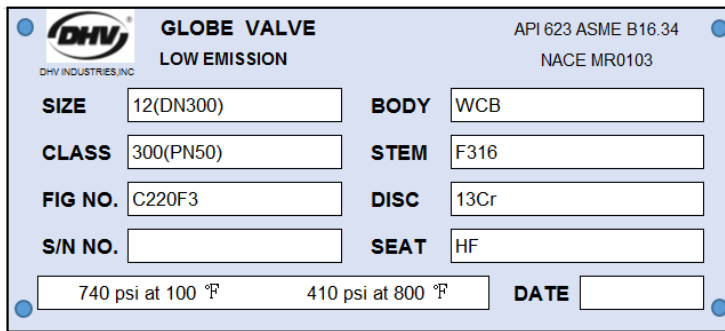 DHV® GLOBE VALVE API 623 ASME B16.34
DHV INDUSTRIES,INC LOW EMISSION NACE MR0103
SIZE 12(DN300) BODY WCB
CLASS 300(PN50) STEM F316
FIG NO. C220F3 DISC 13Cr
S/N NO. SEAT HF
740 psi at 100 ℉ 410 psi at 800 ℉ DATE